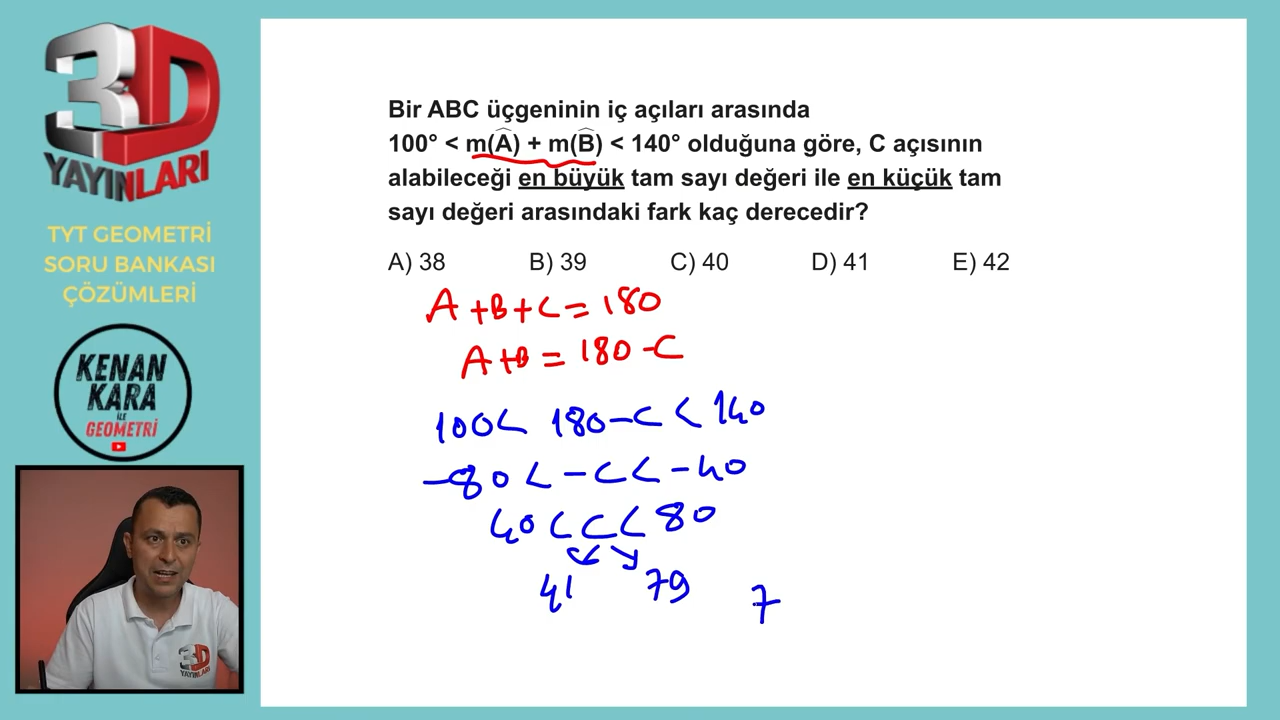 3D
YAYINLARI
TYT GEOMETRİ
SORU BANKASI
ÇÖZÜMLERİ
KENAN
KARA
İLE
GEOMETRİ
3D
YAYINLARI
Bir ABC üçgeninin iç açıları arasında
100° < m(Â) + m(B̂) < 140° olduğuna göre, C açısının
alabileceği en büyük tam sayı değeri ile en küçük tam
sayı değeri arasındaki fark kaç derecedir?
A) 38 B) 39 C) 40 D) 41 E) 42
A+B+C=180
A+B=180-C
100< 180-C < 140
-80 < -C < -40
40 < C < 80
41 79 7